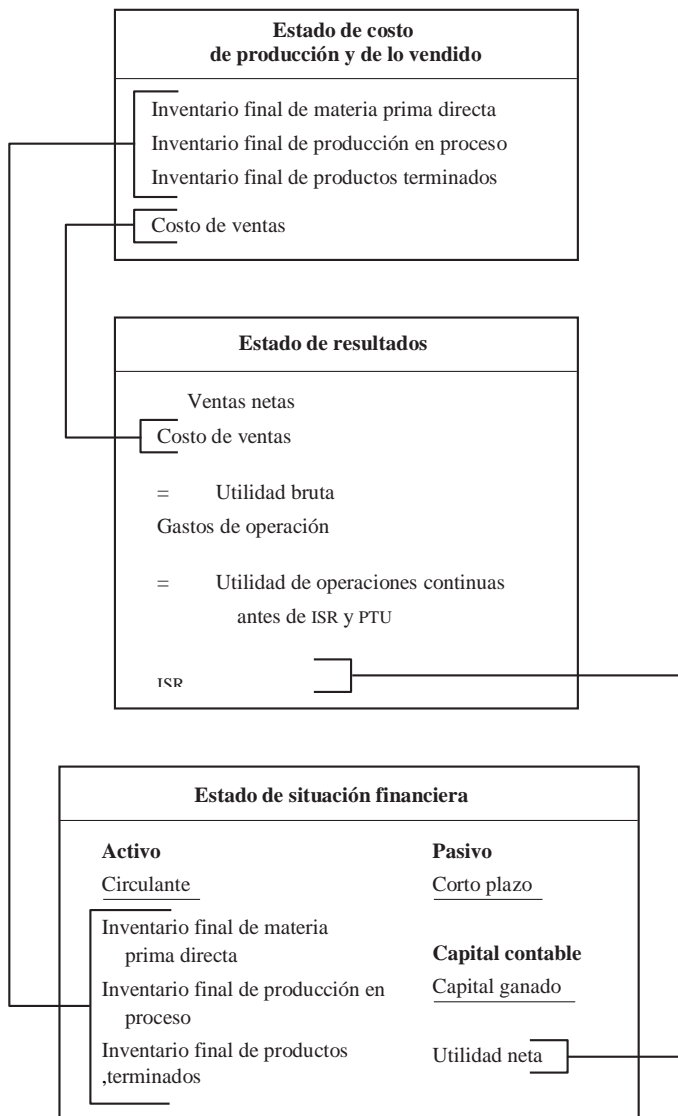 Estado de costo
de producción y de lo vendido
Inventario final de materia prima directa
Inventario final de producción en proceso
Inventario final de productos terminados
Costo de ventas
Estado de resultados
Ventas netas
Costo de ventas
= Utilidad bruta
Gastos de operación
= Utilidad de operaciones continuas
antes de ISR y PTU
ISR
Estado de situación financiera
Activo
Circulante
Inventario final de materia
prima directa
Inventario final de producción en
proceso
Inventario final de productos
,terminados
Pasivo
Corto plazo
Capital contable
Capital ganado
Utilidad neta